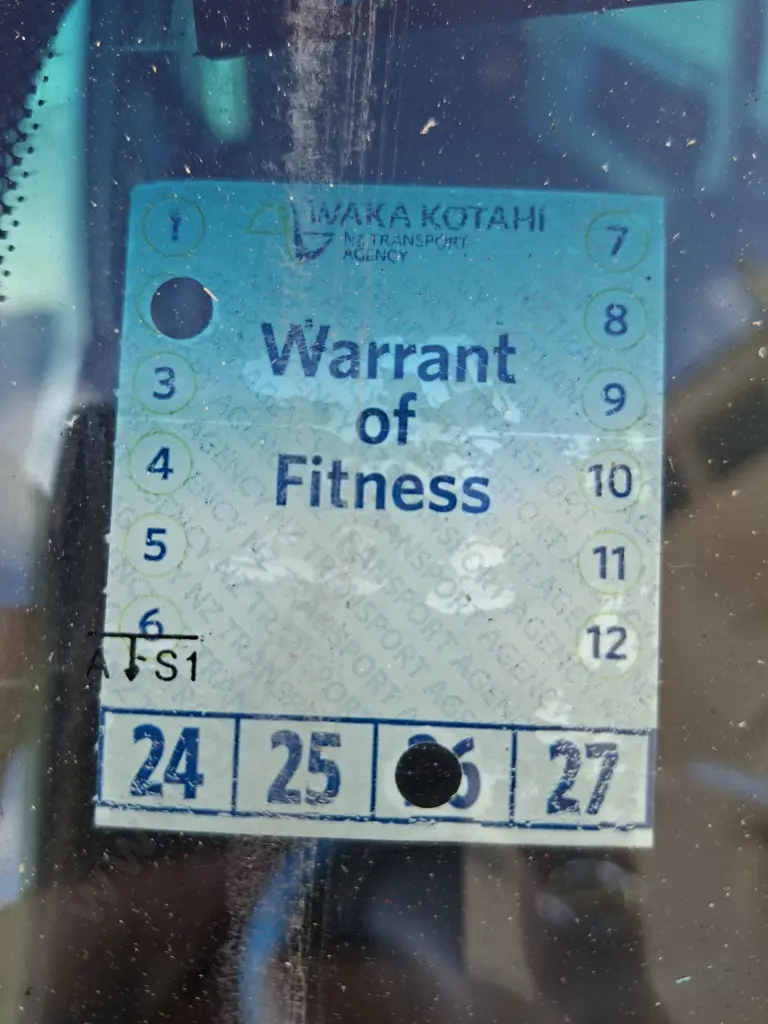 1
WAKA KOTAHI
NZ TRANSPORT
AGENCY
7
8
Warrant
of
Fitness
3
9
4
10
5
11
6
12
A S1
24 25 26 27